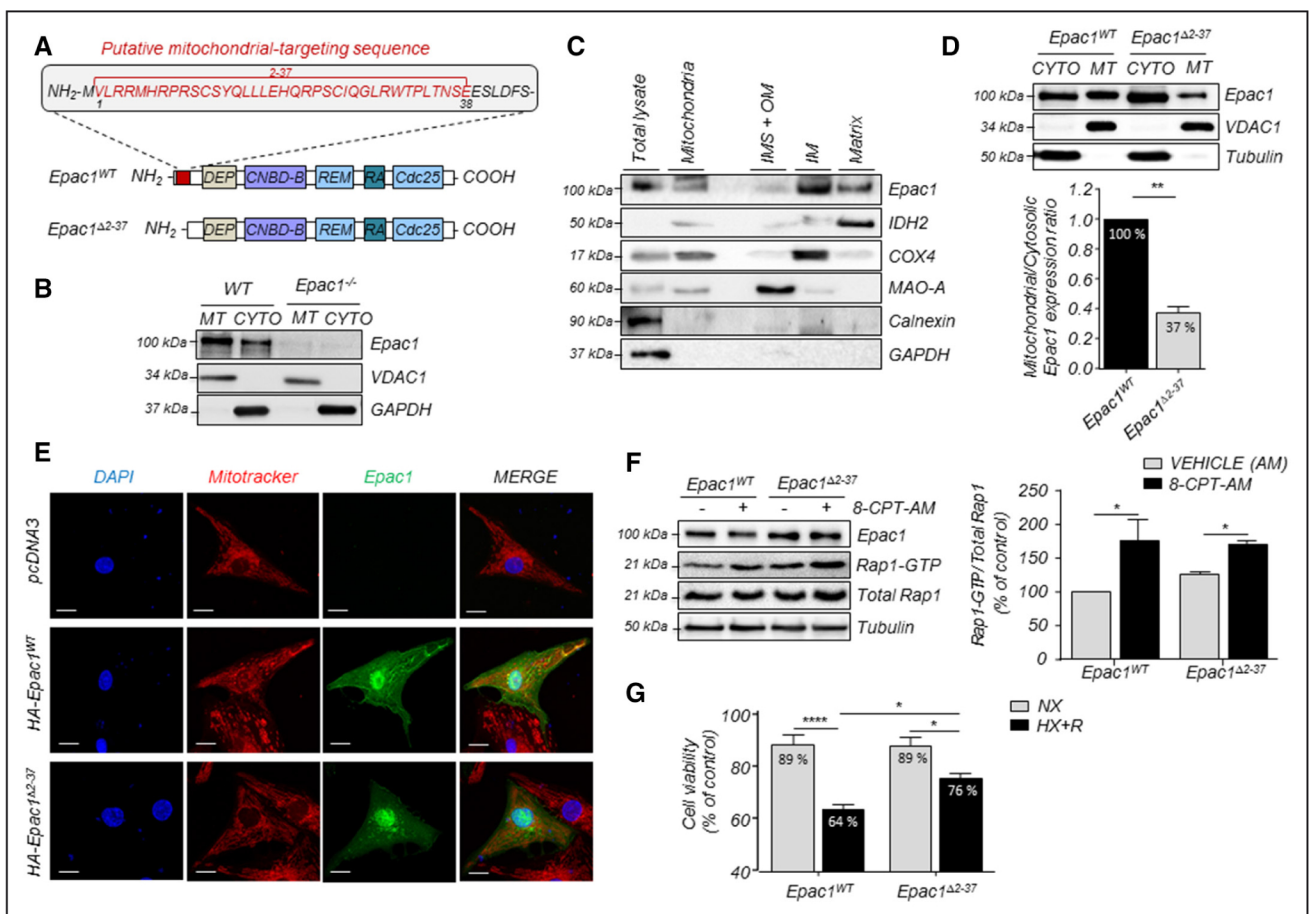 A
Putative mitochondrial-targeting sequence
2-37
NH2-MVLRRMHRPRSCSYQLLLEHQRPSCIQGLRWTPLTNSEESLDFS-
1 38
Epac1WT NH2 DEP CNBD-B REM RA Cdc25 COOH
Epac1Δ2-37 NH2 DEP CNBD-B REM RA Cdc25 COOH
B
WT Epac1-/-
MT CYTO MT CYTO
100 kDa Epac1
34 kDa VDAC1
37 kDa GAPDH
C
Total lysate
Mitochondria
IMS + OM
IM
Matrix
100 kDa Epac1
50 kDa IDH2
17 kDa COX4
60 kDa MAO-A
90 kDa Calnexin
37 kDa GAPDH
D
Epac1WT Epac1Δ2-37
CYTO MT CYTO MT
100 kDa Epac1
34 kDa VDAC1
50 kDa Tubulin
Mitochondrial/Cytosolic
Epac1 expression ratio
1.2
1.0
0.8
0.6
0.4
0.2
0.0
**
100 %
37 %
Epac1WT
Epac1Δ2-37
E
DAPI Mitotracker Epac1 MERGE
pcDNA3
HA-Epac1WT
HA-Epac1Δ2-37
F
Epac1WT Epac1Δ2-37
- + - + 8-CPT-AM
100 kDa Epac1
21 kDa Rap1-GTP
21 kDa Total Rap1
50 kDa Tubulin
VEHICLE (AM)
8-CPT-AM
Rap1-GTP/Total Rap1
(% of control)
250
200
150
100
50
0
* *
Epac1WT Epac1Δ2-37
G
NX
HX+R
Cell viability
(% of control)
100
80
60
40
**** * *
89 % 64 % 89 % 76 %
Epac1WT Epac1Δ2-37